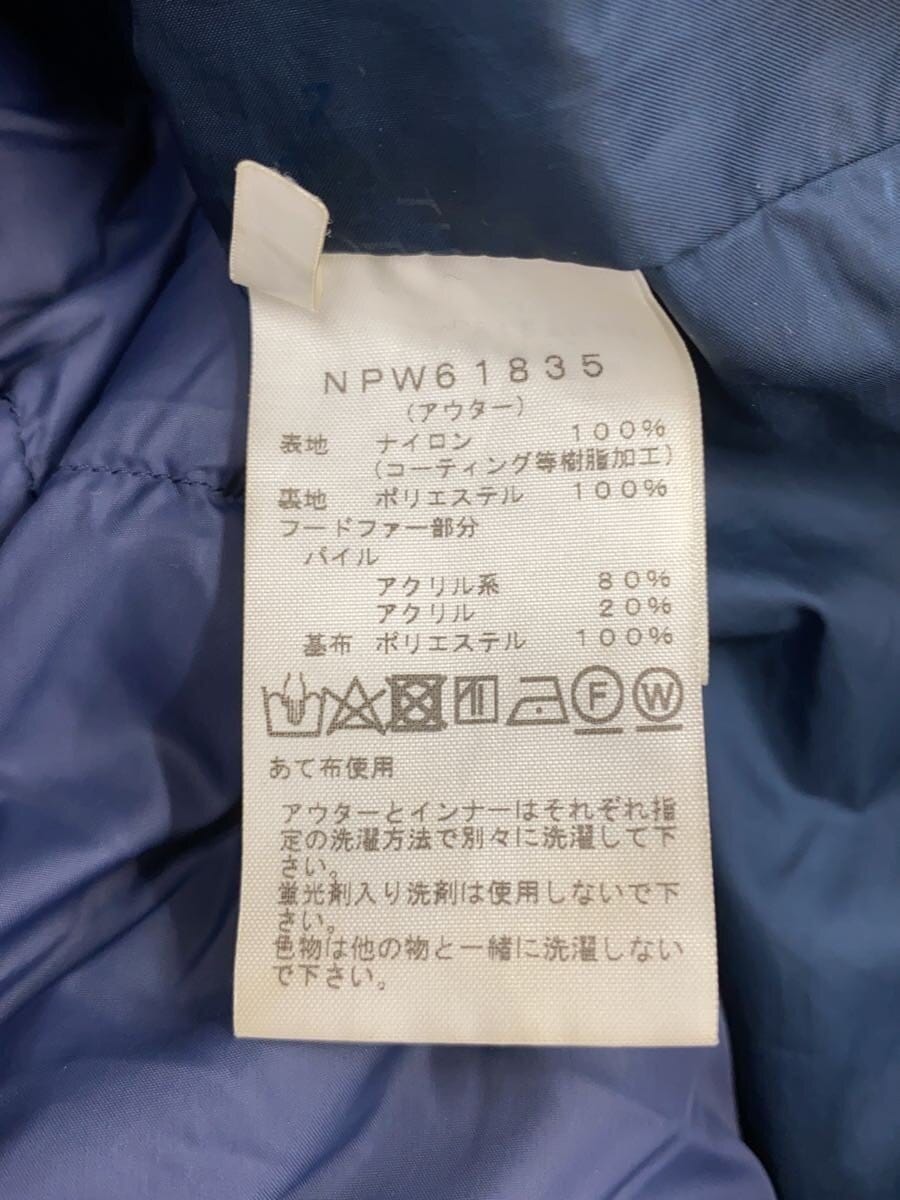 NPW61835
(アウター)
表地 ナイロン 100%
(コーティング等樹脂加工)
裏地 ポリエステル 100%
フードファー部分
パイル
アクリル系 80%
アクリル 20%
基布 ポリエステル 100%
F W
あて布使用
アウターとインナーはそれぞれ指
定の洗濯方法で別々に洗濯して下
さい。
蛍光剤入り洗剤は使用しないで下
さい。
色物は他の物と一緒に洗濯しない
で下さい。